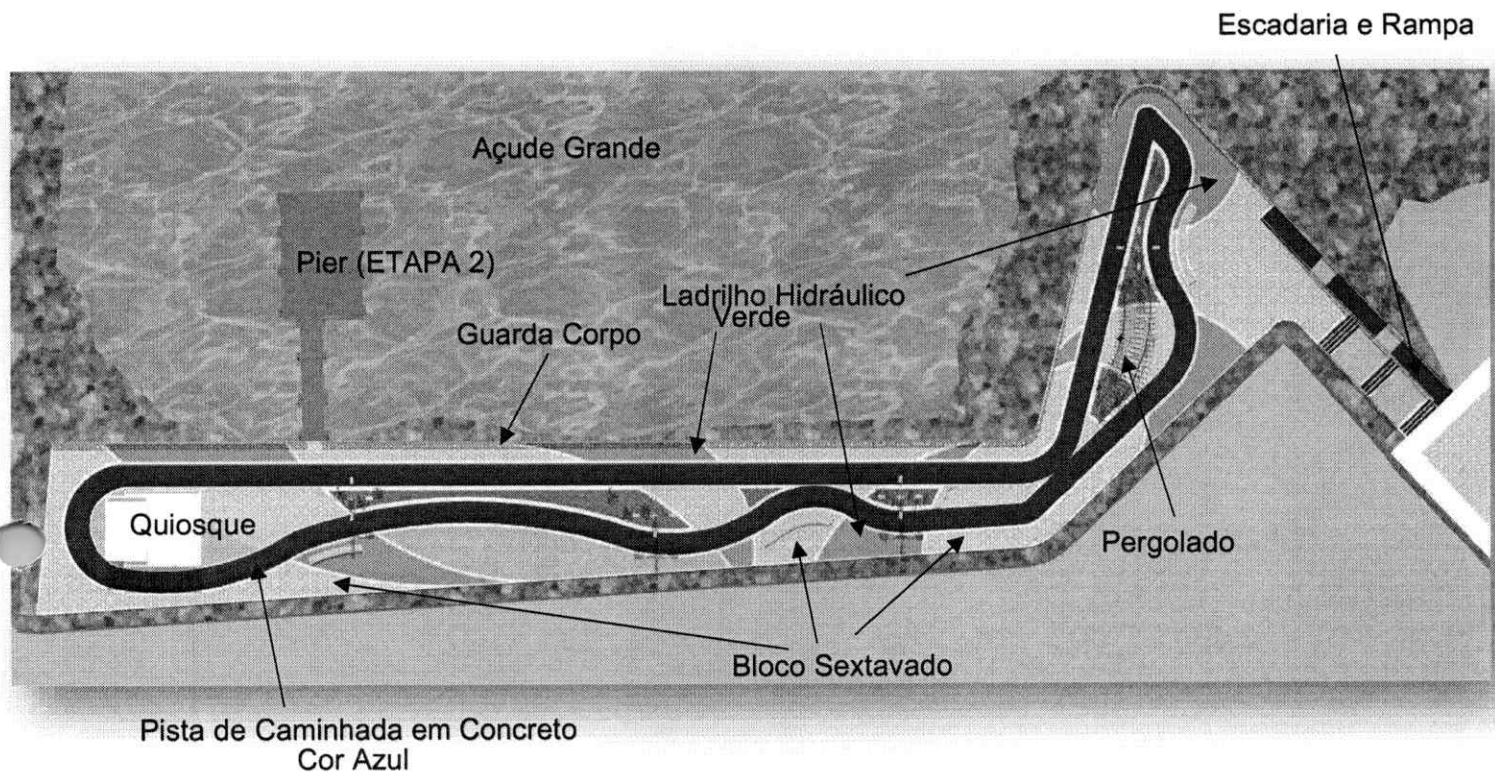 Escadaria e Rampa
Açude Grande
Pier (ETAPA 2)
Ladrilho Hidráulico
Verde
Guarda Corpo
Quiosque
Pergolado
Bloco Sextavado
Pista de Caminhada em Concreto
Cor Azul